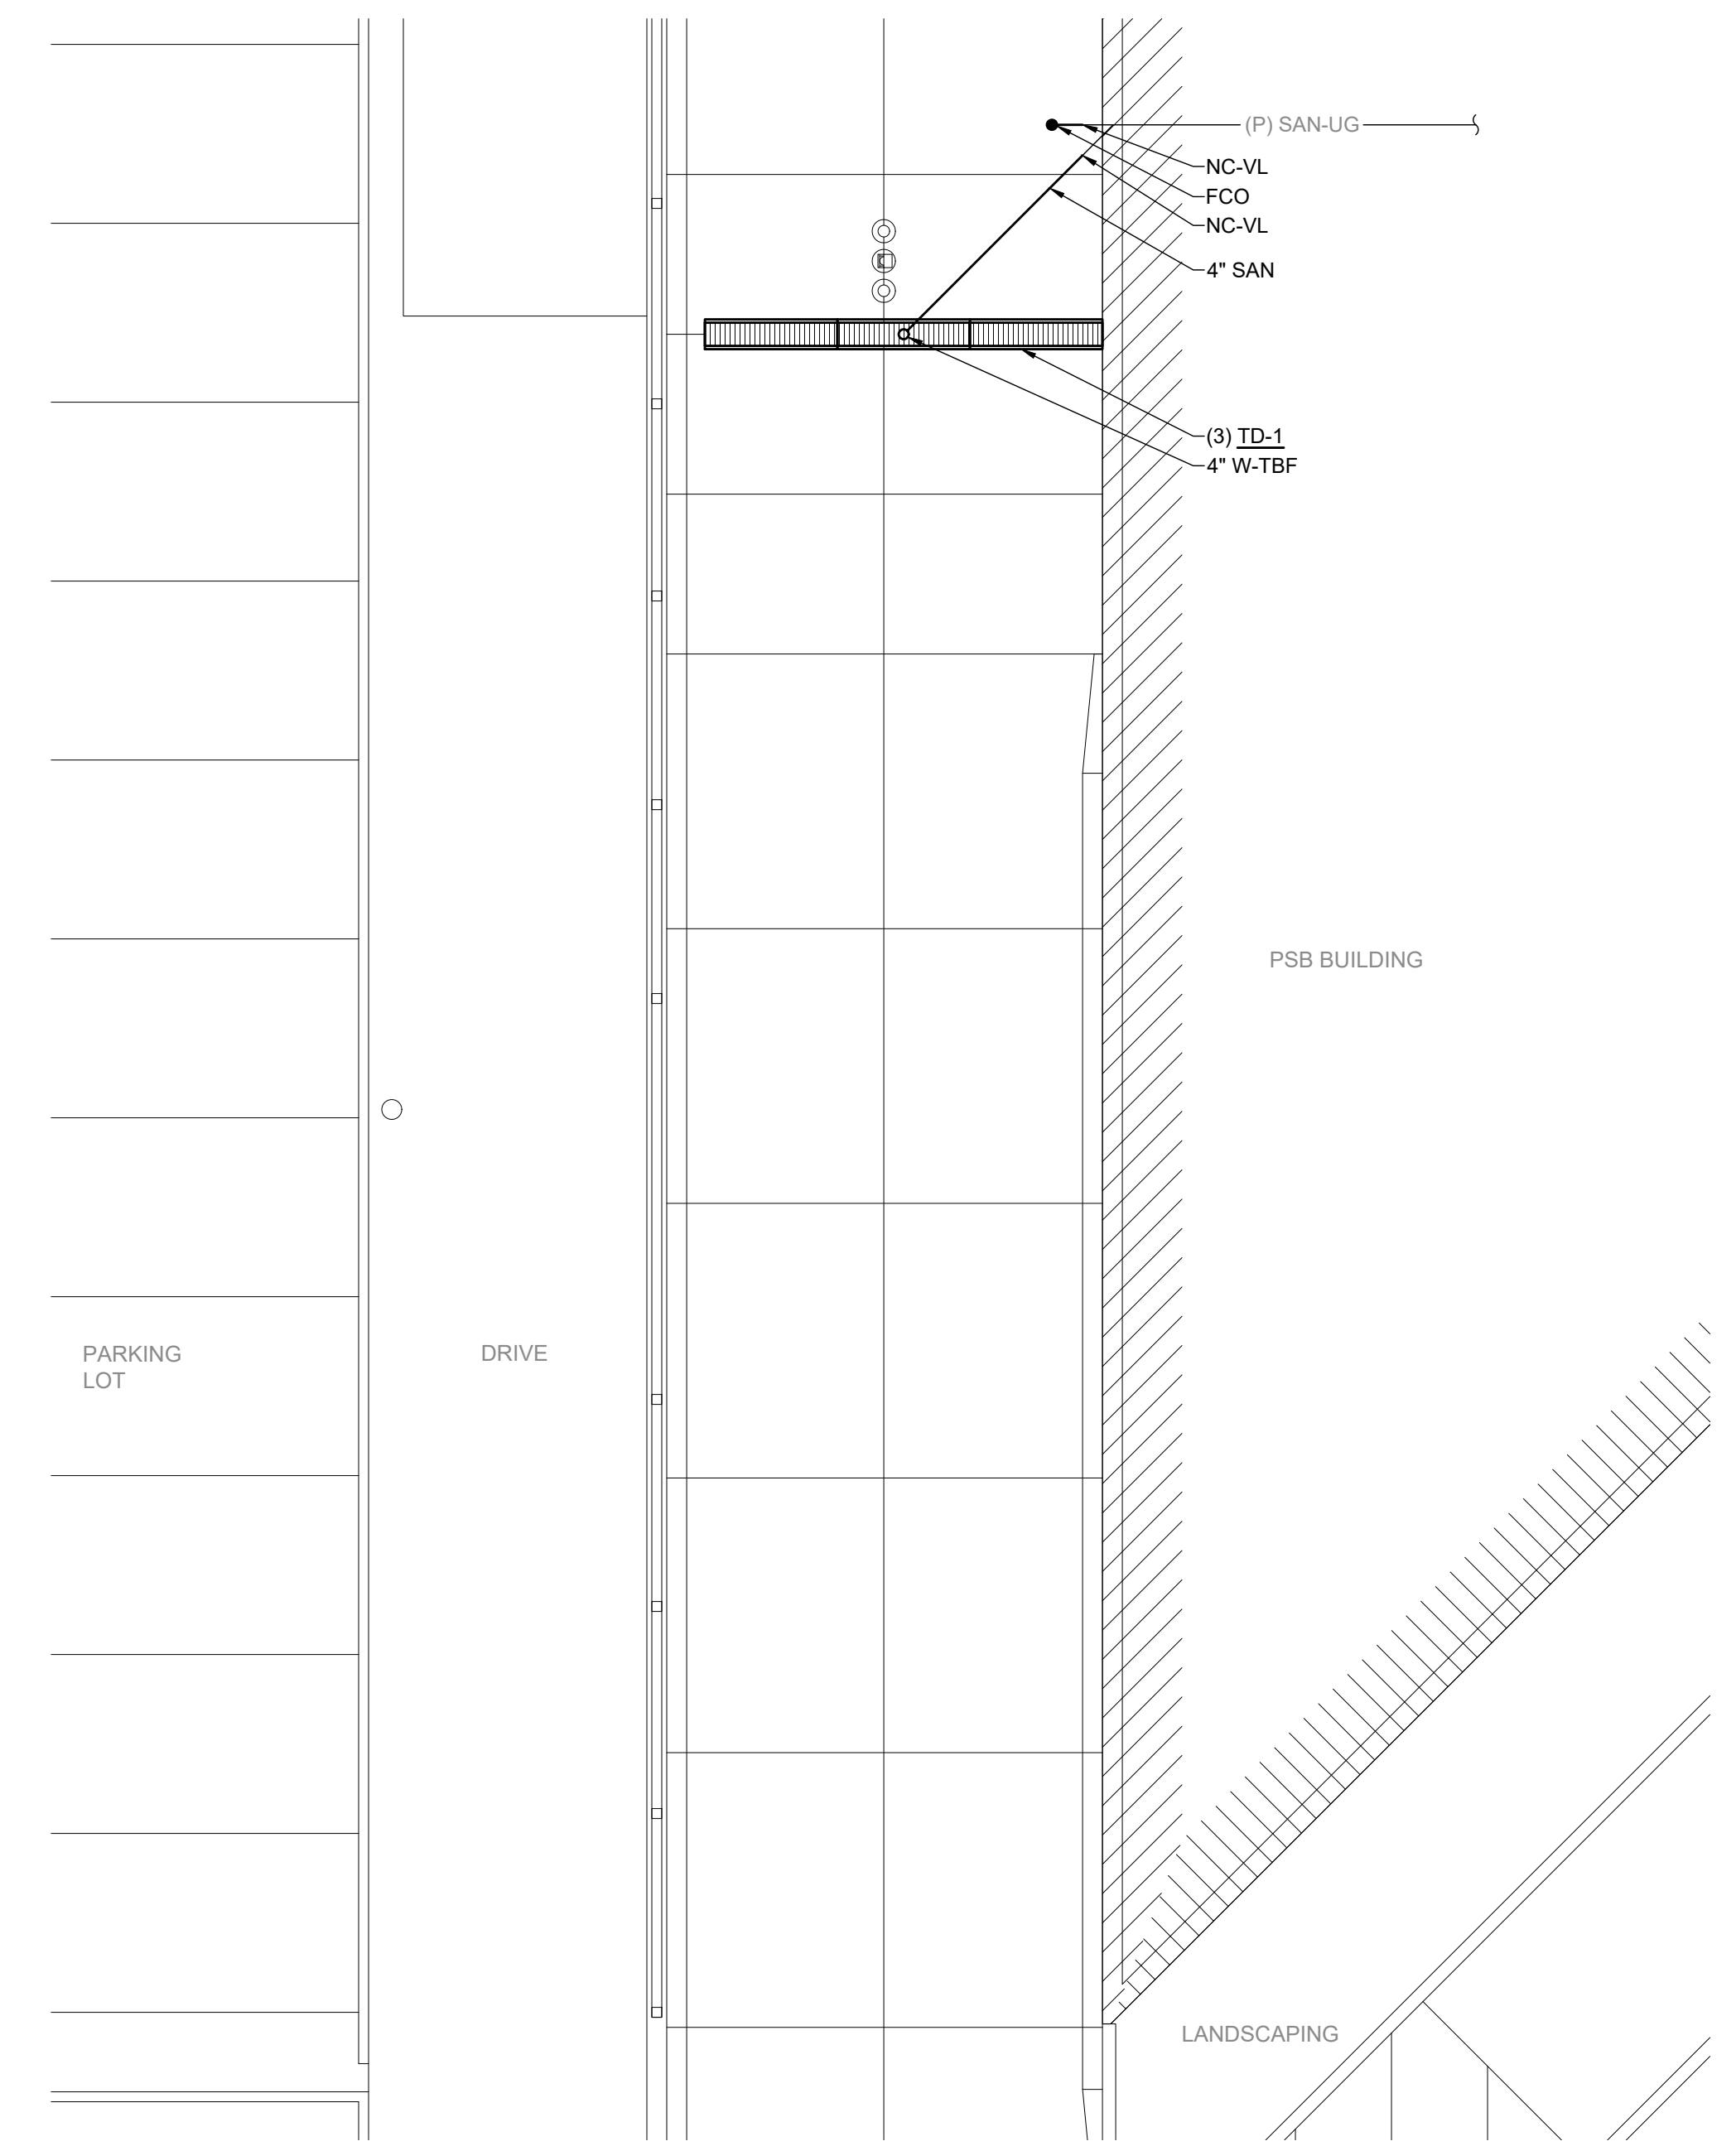 (P) SAN-UG
NC-VL
FCO
NC-VL
4" SAN
(3) TD-1
4" W-TBF
PSB BUILDING
PARKING
LOT
DRIVE
LANDSCAPING